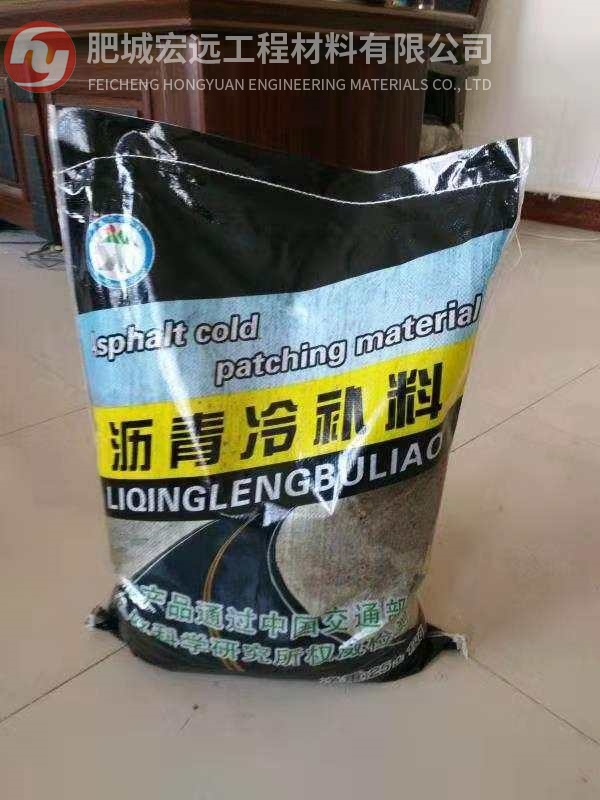 肥城宏远工程材料有限公司
FEICHENG HONGYUAN ENGINEERING MATERIALS CO., LTD
Asphalt cold
patching material
沥青冷补料
LIQINGLENGBULIAO
产品通过中国交通部
科学研究所权威检